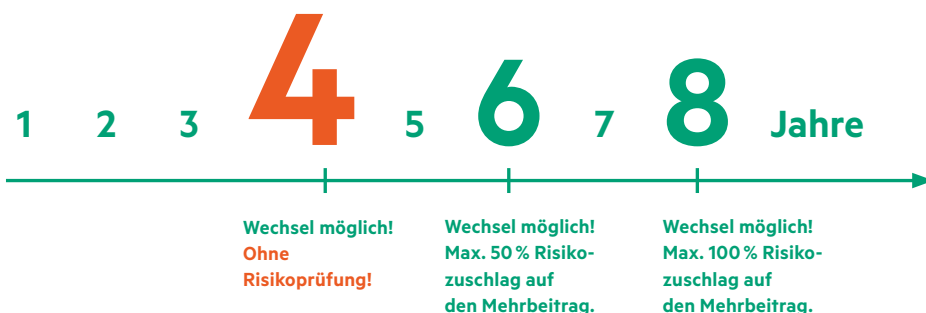 1 2 3 4 5 6 7 8 Jahre
Wechsel möglich!
Ohne
Risikoprüfung!
Wechsel möglich!
Max. 50 % Risiko-
zuschlag auf
den Mehrbeitrag.
Wechsel möglich!
Max. 100 % Risiko-
zuschlag auf
den Mehrbeitrag.